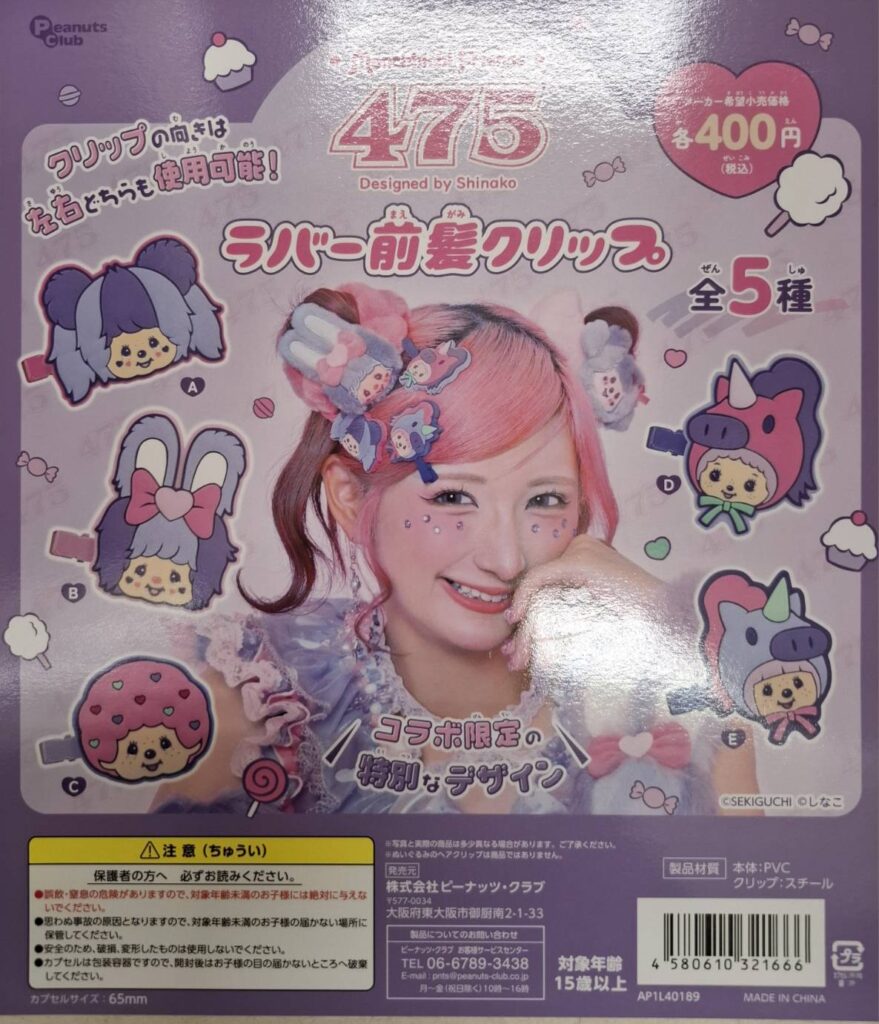 Peanuts
Club
475
Designed by Shinako
メーカー希望小売価格
各400円
(税込)
クリップの向きは
左右どちらも使用可能!
ラバー前髪クリップ
全5種
A
B
C
D
E
コラボ限定の
特別なデザイン
©SEKIGUCHI ©しなこ
注意(ちゅうい)
保護者の方へ 必ずお読みください。
●誤飲・窒息の危険がありますので、対象年齢未満のお子様には絶対に与えないでください。
●思わぬ事故の原因となりますので、対象年齢未満のお子様の手の届かない場所に保管してください。
●安全のため、破損、変形したものは使用しないでください。
●カプセルは包装容器ですので、開封後はお子様の目の届かないところへ破棄してください。
カプセルサイズ:65mm
※写真と実際の商品は多少異なる場合があります、ご了承ください。
※ぬいぐるみのヘアクリップは商品ではありません。
発売元
株式会社ピーナッツ・クラブ
〒577-0034
大阪府東大阪市御厨南2-1-33
製品についてのお問い合わせ
ピーナッツ・クラブ お客様サービスセンター
TEL 06-6789-3438
E-mail:pnts@peanuts-club.co.jp
月〜金(祝日除く)10時〜16時
対象年齢
15歳以上
製品材質
本体:PVC
クリップ:スチール
4 580610 321666
AP1L40189
MADE IN CHINA
プラ